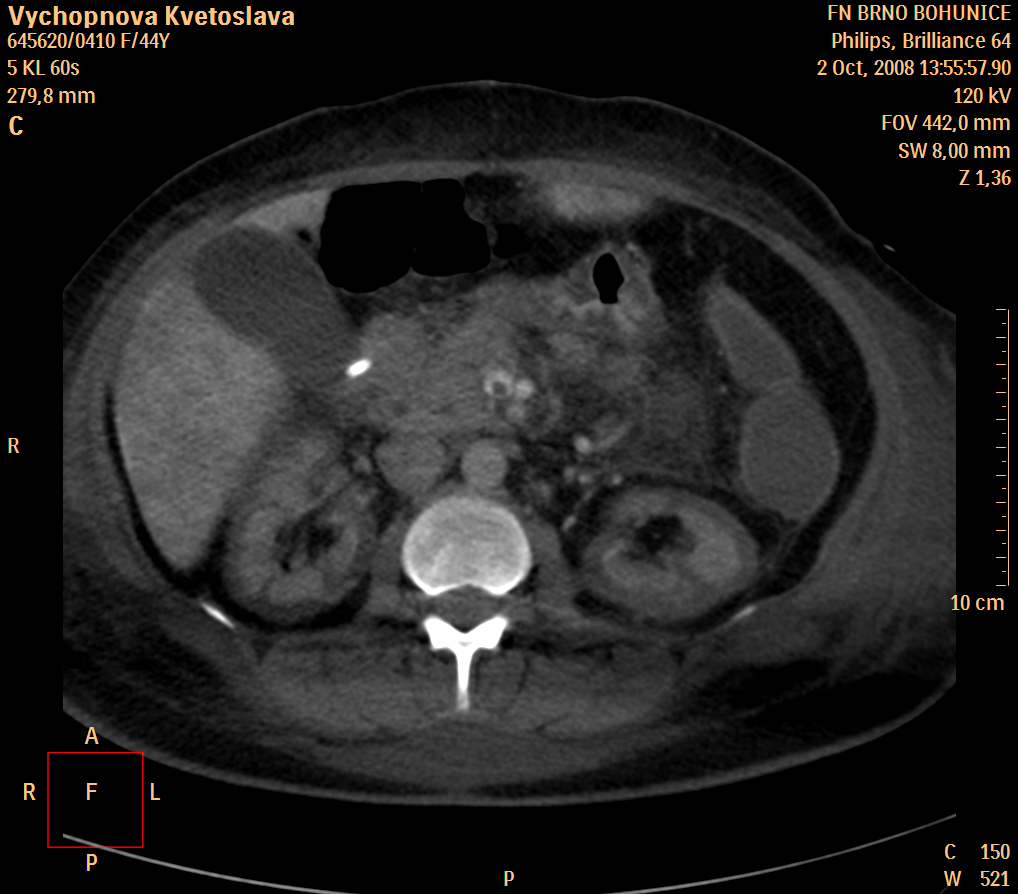 Vychopnova Kvetoslava
645620/0410 F/44Y
5 KL 60s
279,8 mm
C
FN BRNO BOHUNICE
Philips, Brilliance 64
2 Oct, 2008 13:55:57.90
120 kV
FOV 442,0 mm
SW 8,00 mm
Z 1,36
R
10 cm
A
R F L
P
P
C 150
W 521